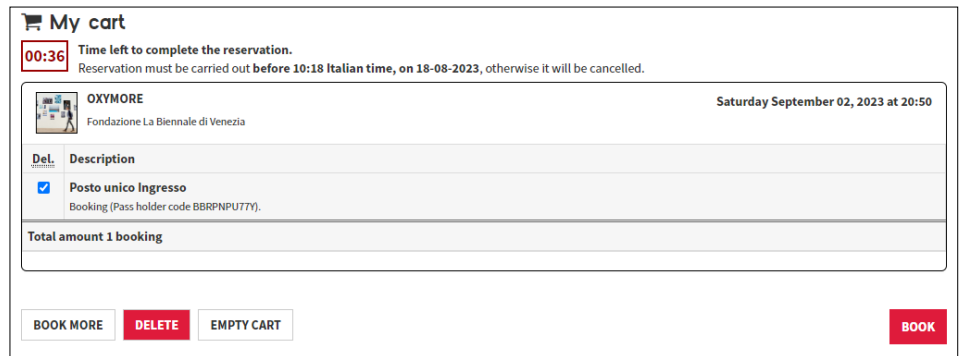 My cart
00:36
Time left to complete the reservation.
Reservation must be carried out before 10:18 Italian time, on 18-08-2023, otherwise it will be cancelled.
OXYMORE
Saturday September 02, 2023 at 20:50
Fondazione La Biennale di Venezia
Del. Description
Posto unico Ingresso
Booking (Pass holder code BBRPNPU77Y).
Total amount 1 booking
BOOK MORE DELETE EMPTY CART BOOK